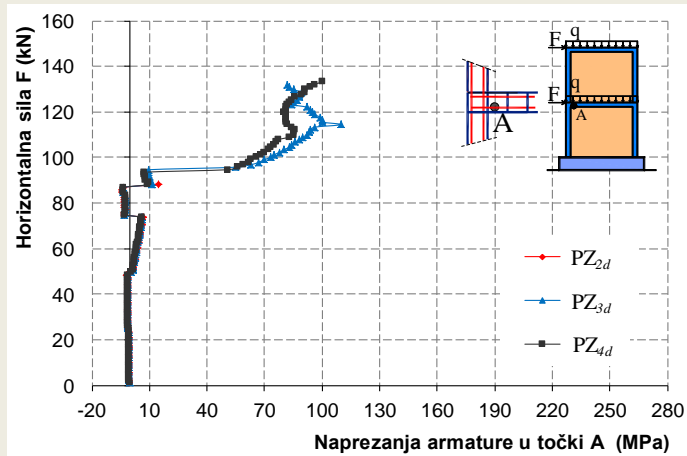 Horizontalna sila F (kN)
160
140
120
100
80
60
40
20
0
-20 10 40 70 100 130 160 190 220 250 280
Naprezanja armature u točki A (MPa)
A
q
F
q
F
A
PZ2d
PZ3d
PZ4d